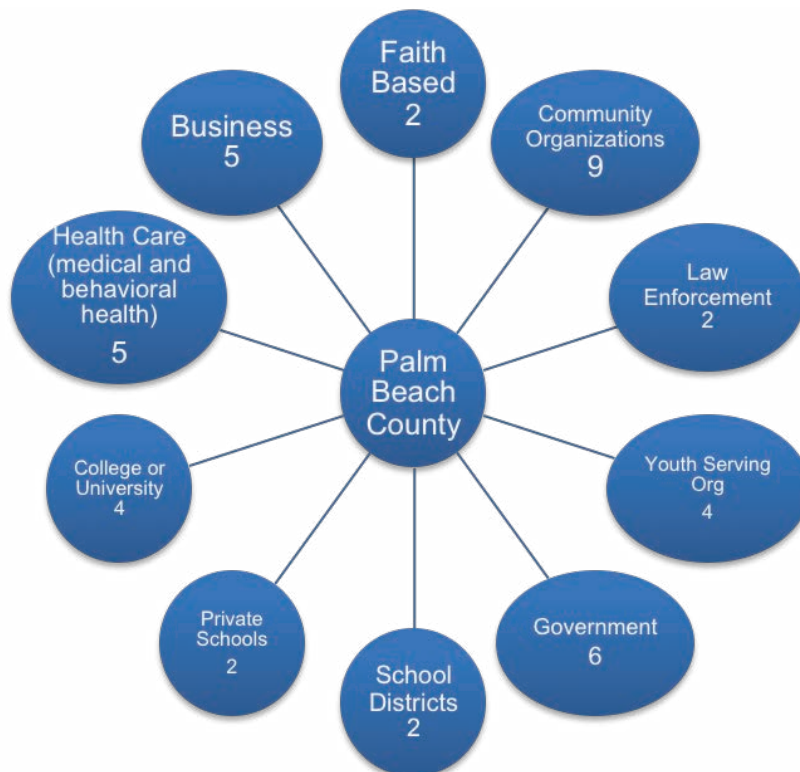 Faith
Based
2
Community
Organizations
9
Law
Enforcement
2
Youth Serving
Org
4
Government
6
School
Districts
2
Private
Schools
2
College or
University
4
Health Care
(medical and
behavioral
health)
5
Business
5
Palm
Beach
County